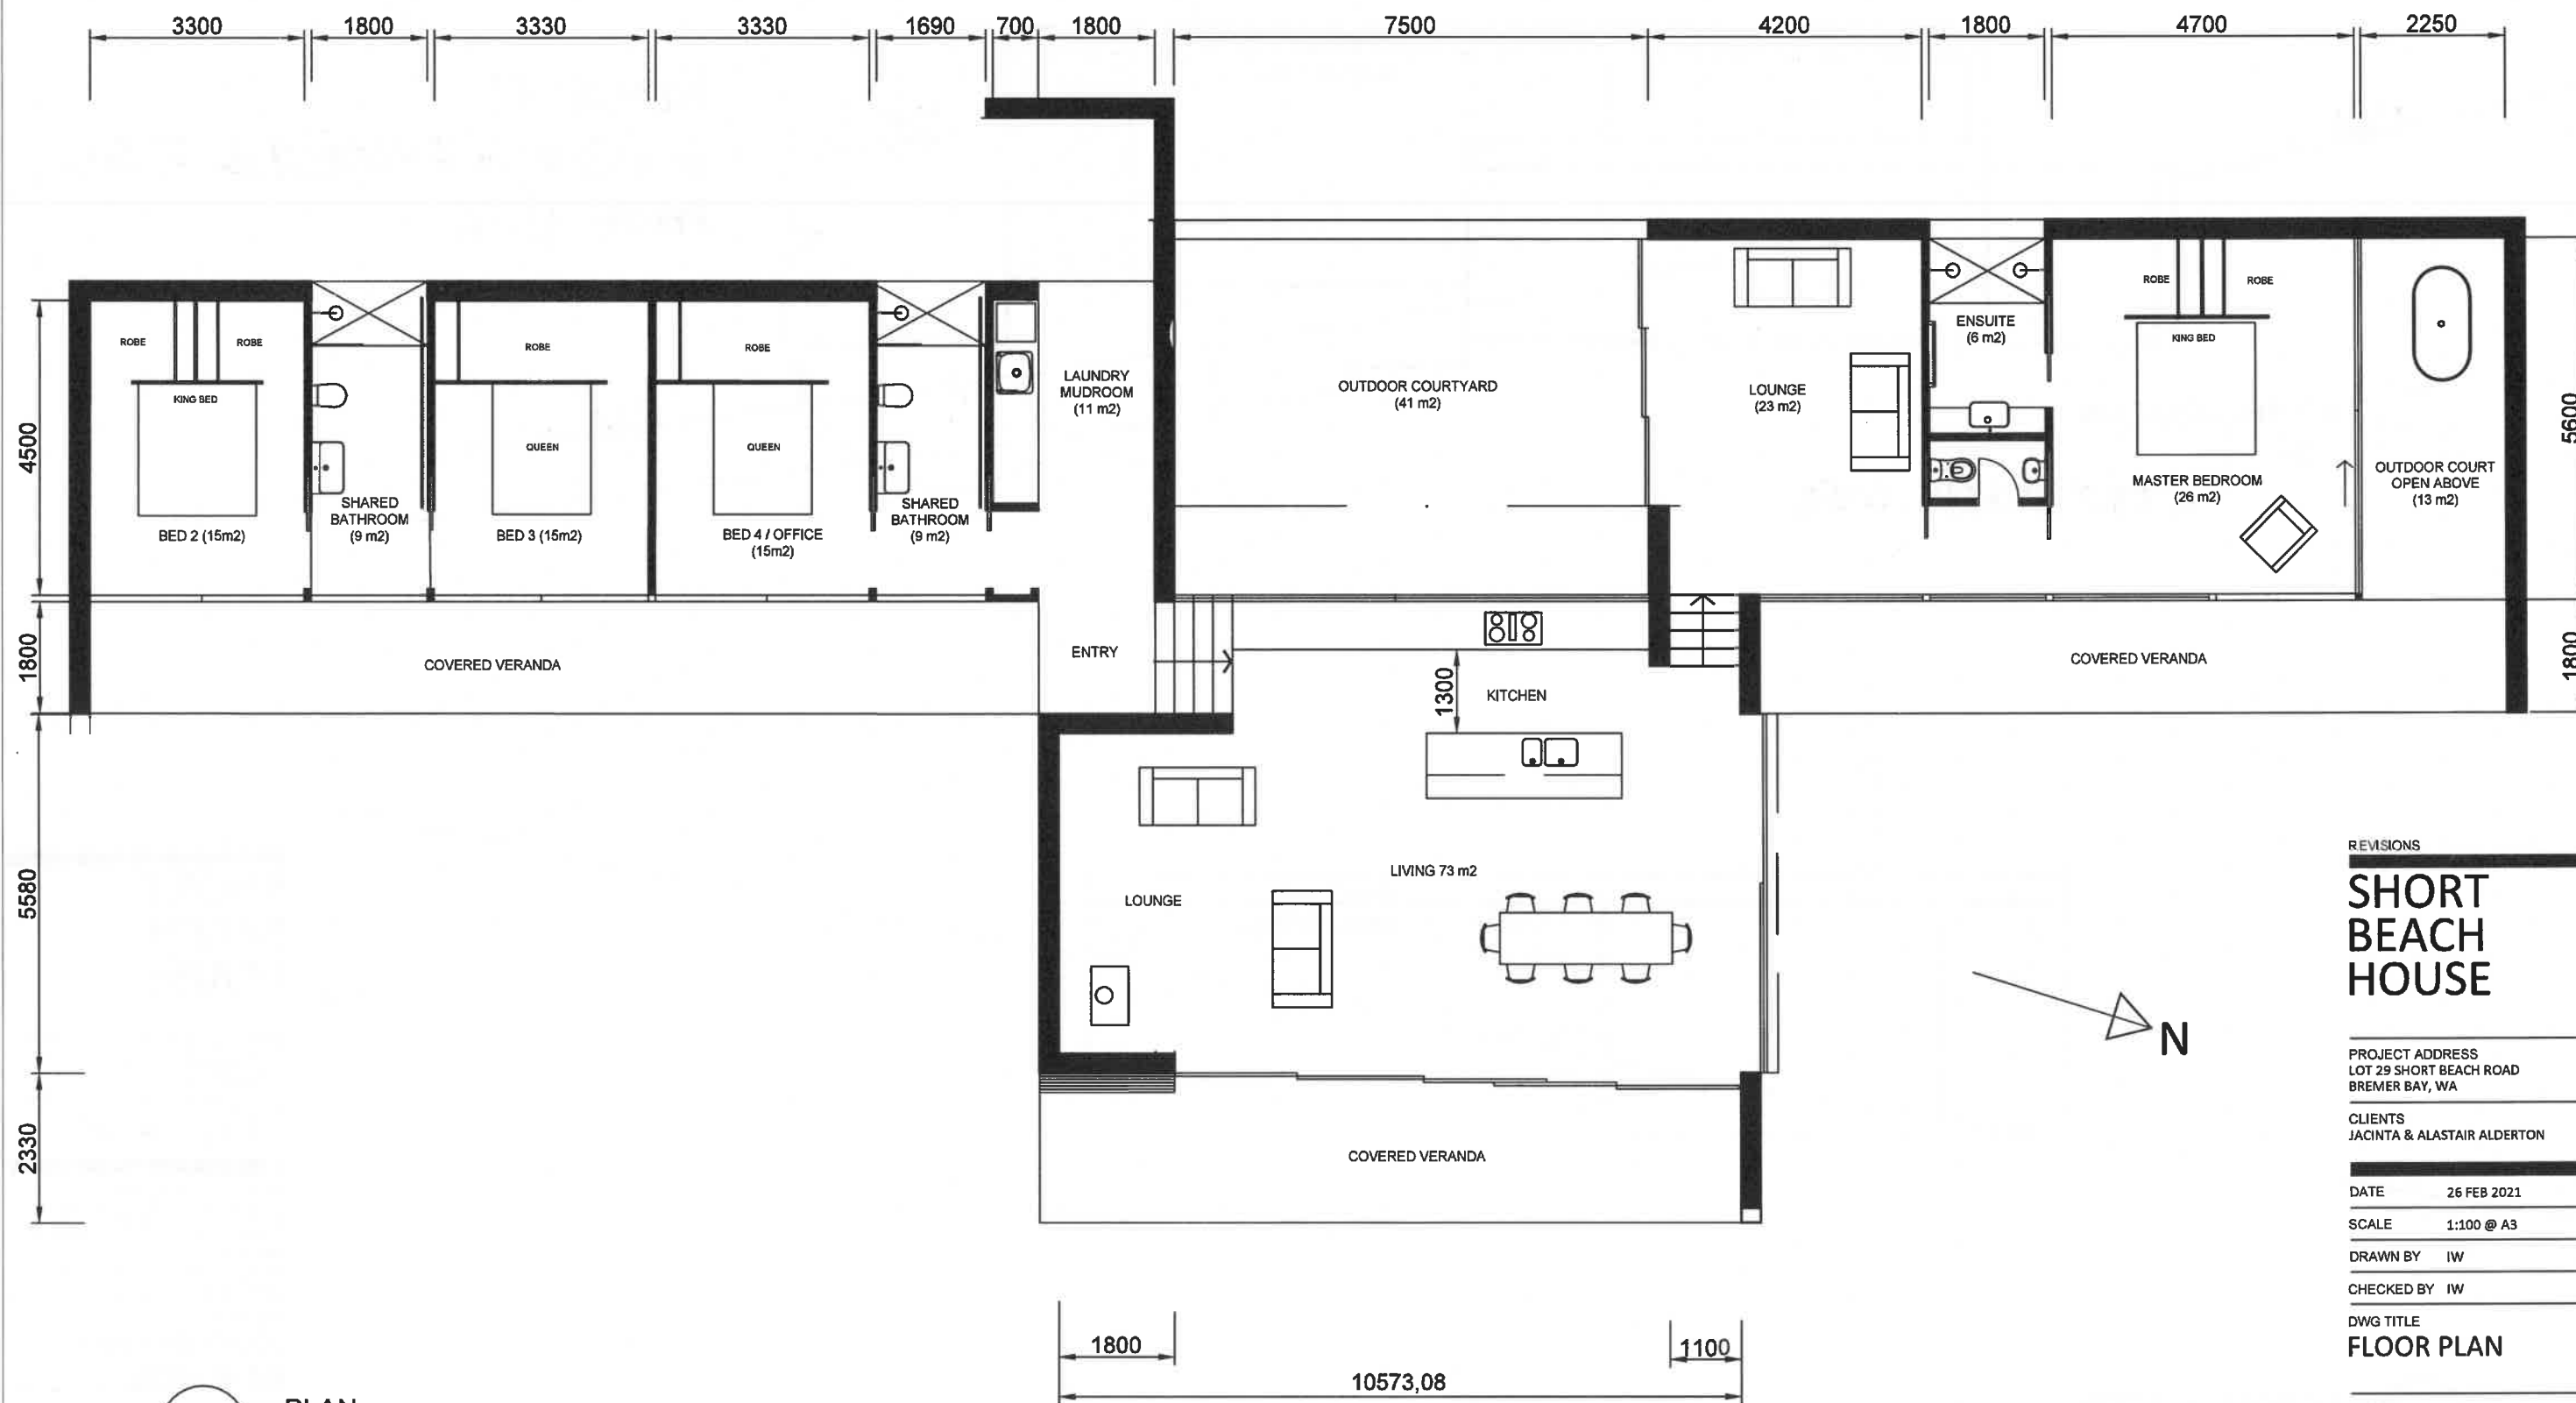 3300 1800 3330 3330 1690 700 1800 7500 4200 1800 4700 2250
4500
1800
5580
2330
5600
1800
ROBE
ROBE
KING BED
BED 2 (15m2)
SHARED
BATHROOM
(9 m2)
ROBE
QUEEN
BED 3 (15m2)
ROBE
QUEEN
BED 4 / OFFICE
(15m2)
SHARED
BATHROOM
(9 m2)
LAUNDRY
MUDROOM
(11 m2)
OUTDOOR COURTYARD
(41 m2)
LOUNGE
(23 m2)
ENSUITE
(6 m2)
ROBE
ROBE
KING BED
MASTER BEDROOM
(26 m2)
OUTDOOR COURT
OPEN ABOVE
(13 m2)
COVERED VERANDA
ENTRY
1300
KITCHEN
COVERED VERANDA
LIVING 73 m2
LOUNGE
COVERED VERANDA
N
1800
1100
10573,08
PLAN
REVISIONS
SHORT
BEACH
HOUSE
PROJECT ADDRESS
LOT 29 SHORT BEACH ROAD
BREMER BAY, WA
CLIENTS
JACINTA & ALASTAIR ALDERTON
DATE 26 FEB 2021
SCALE 1:100 @ A3
DRAWN BY IW
CHECKED BY IW
DWG TITLE
FLOOR PLAN